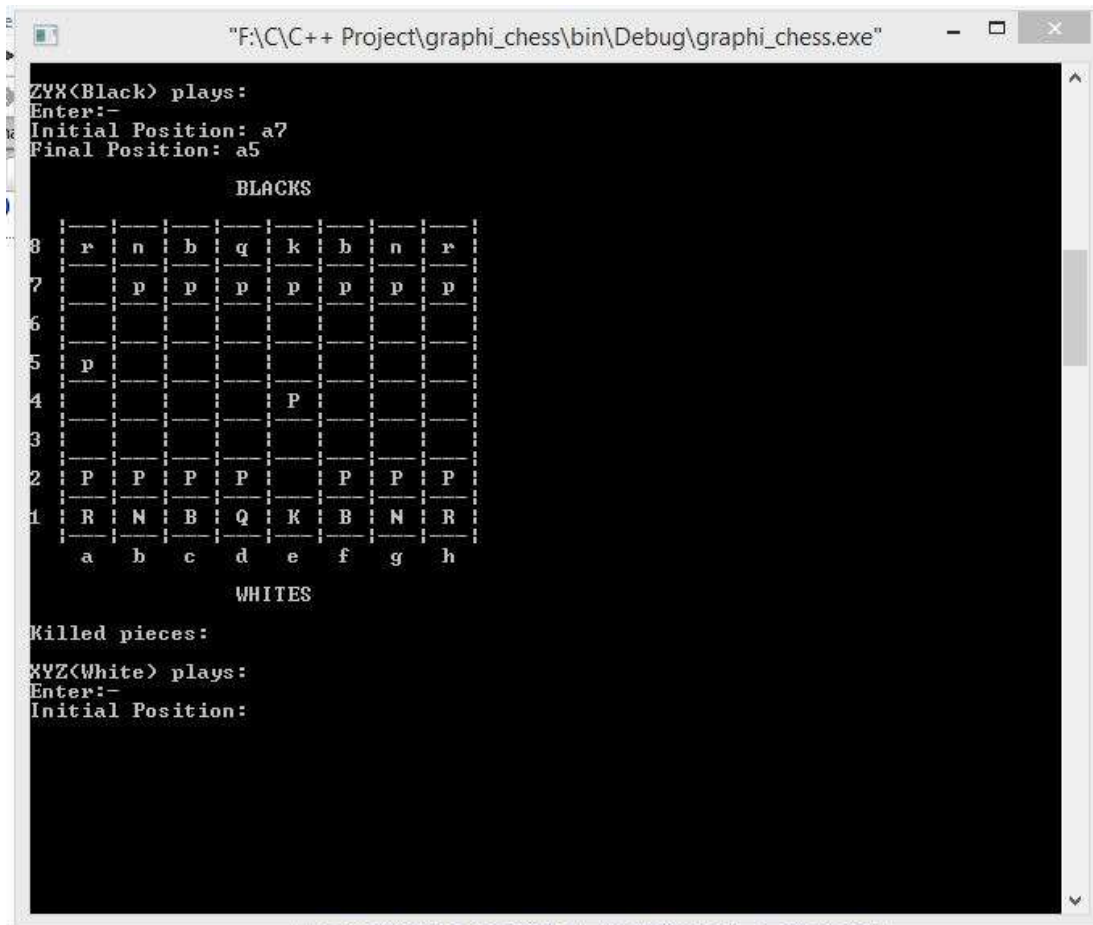 "F:\C\C++ Project\graphi_chess\bin\Debug\graphi_chess.exe"
ZYX(Black) plays:
Enter:-
Initial Position: a7
Final Position: a5
BLACKS
8 r n b q k b n r
7 p p p p p p p
6
5 p
4 P
3
2 P P P P P P P
1 R N B Q K B N R
a b c d e f g h
WHITES
Killed pieces:
XYZ(White) plays:
Enter:-
Initial Position: